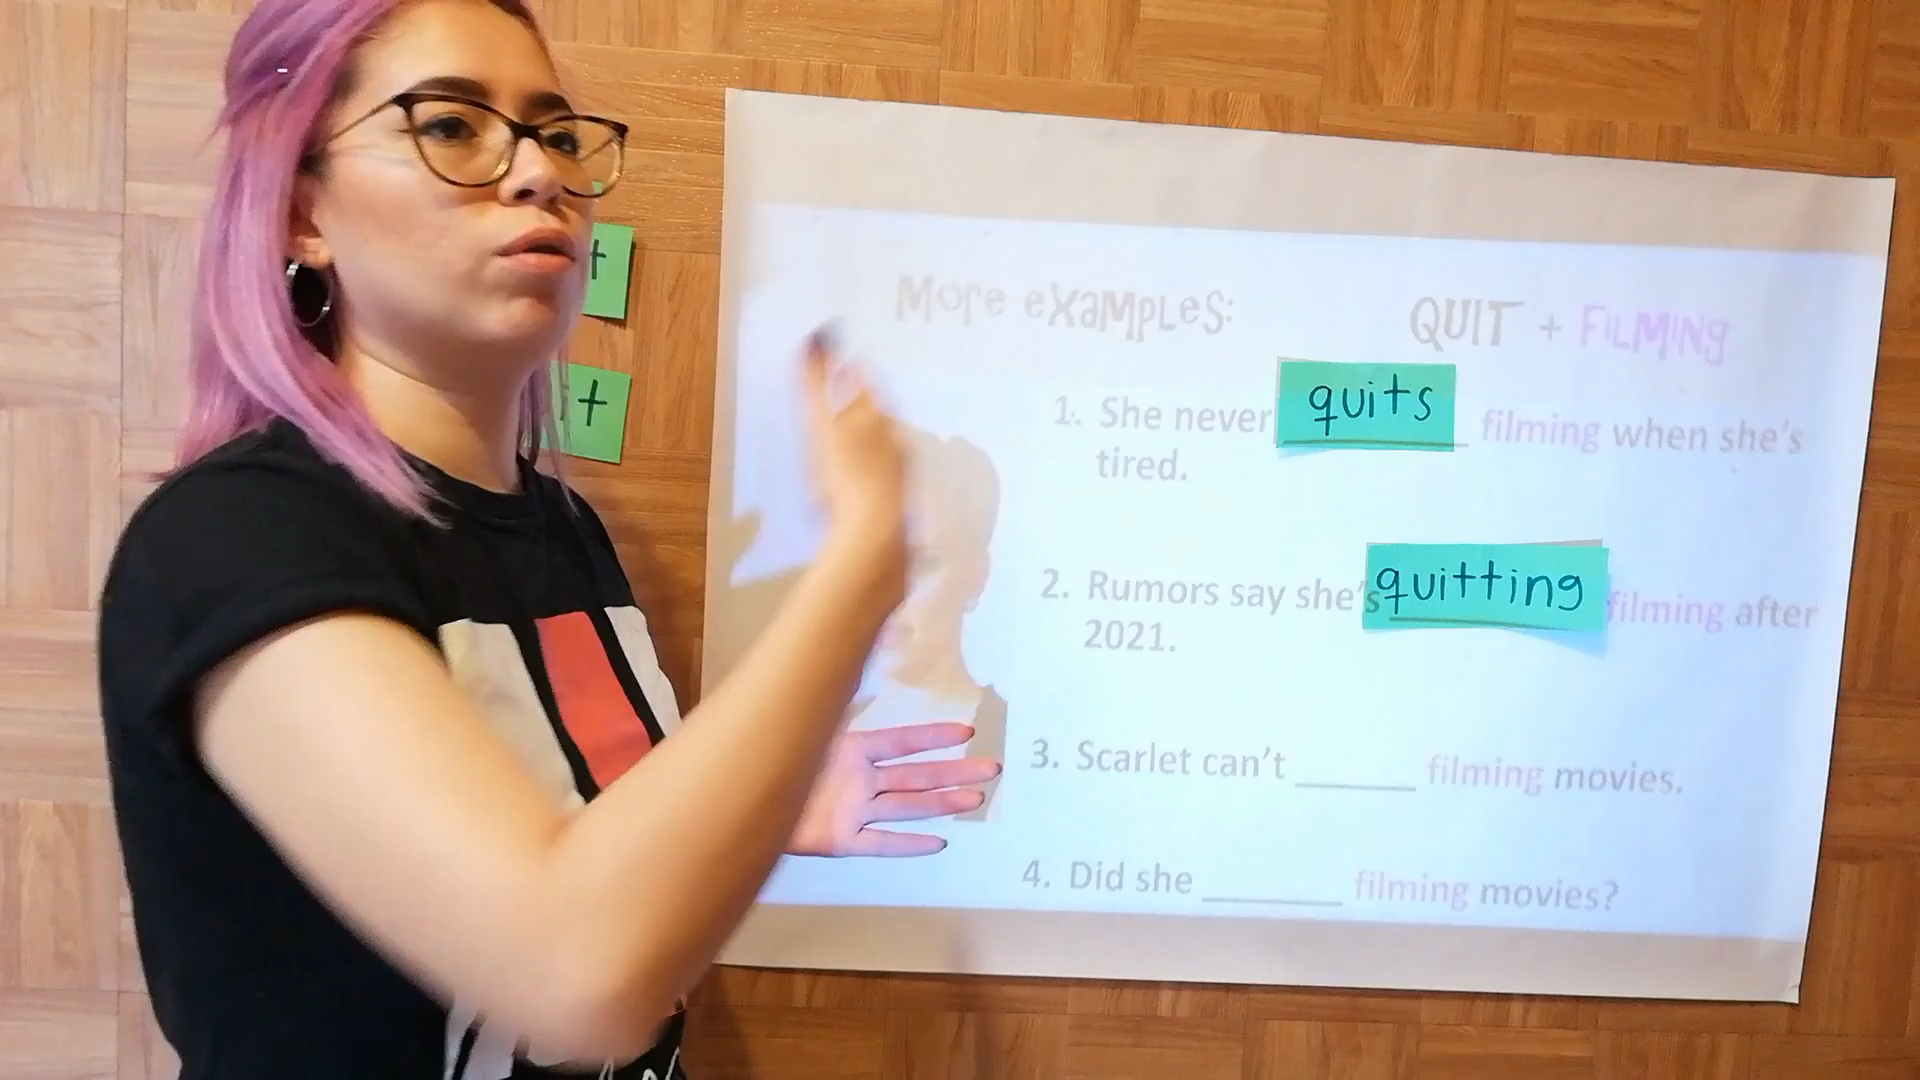 More examples:
QUIT + FILMING
1. She never quits filming when she's
tired.
2. Rumors say she's quitting filming after
2021.
3. Scarlet can't ______ filming movies.
4. Did she _______ filming movies?